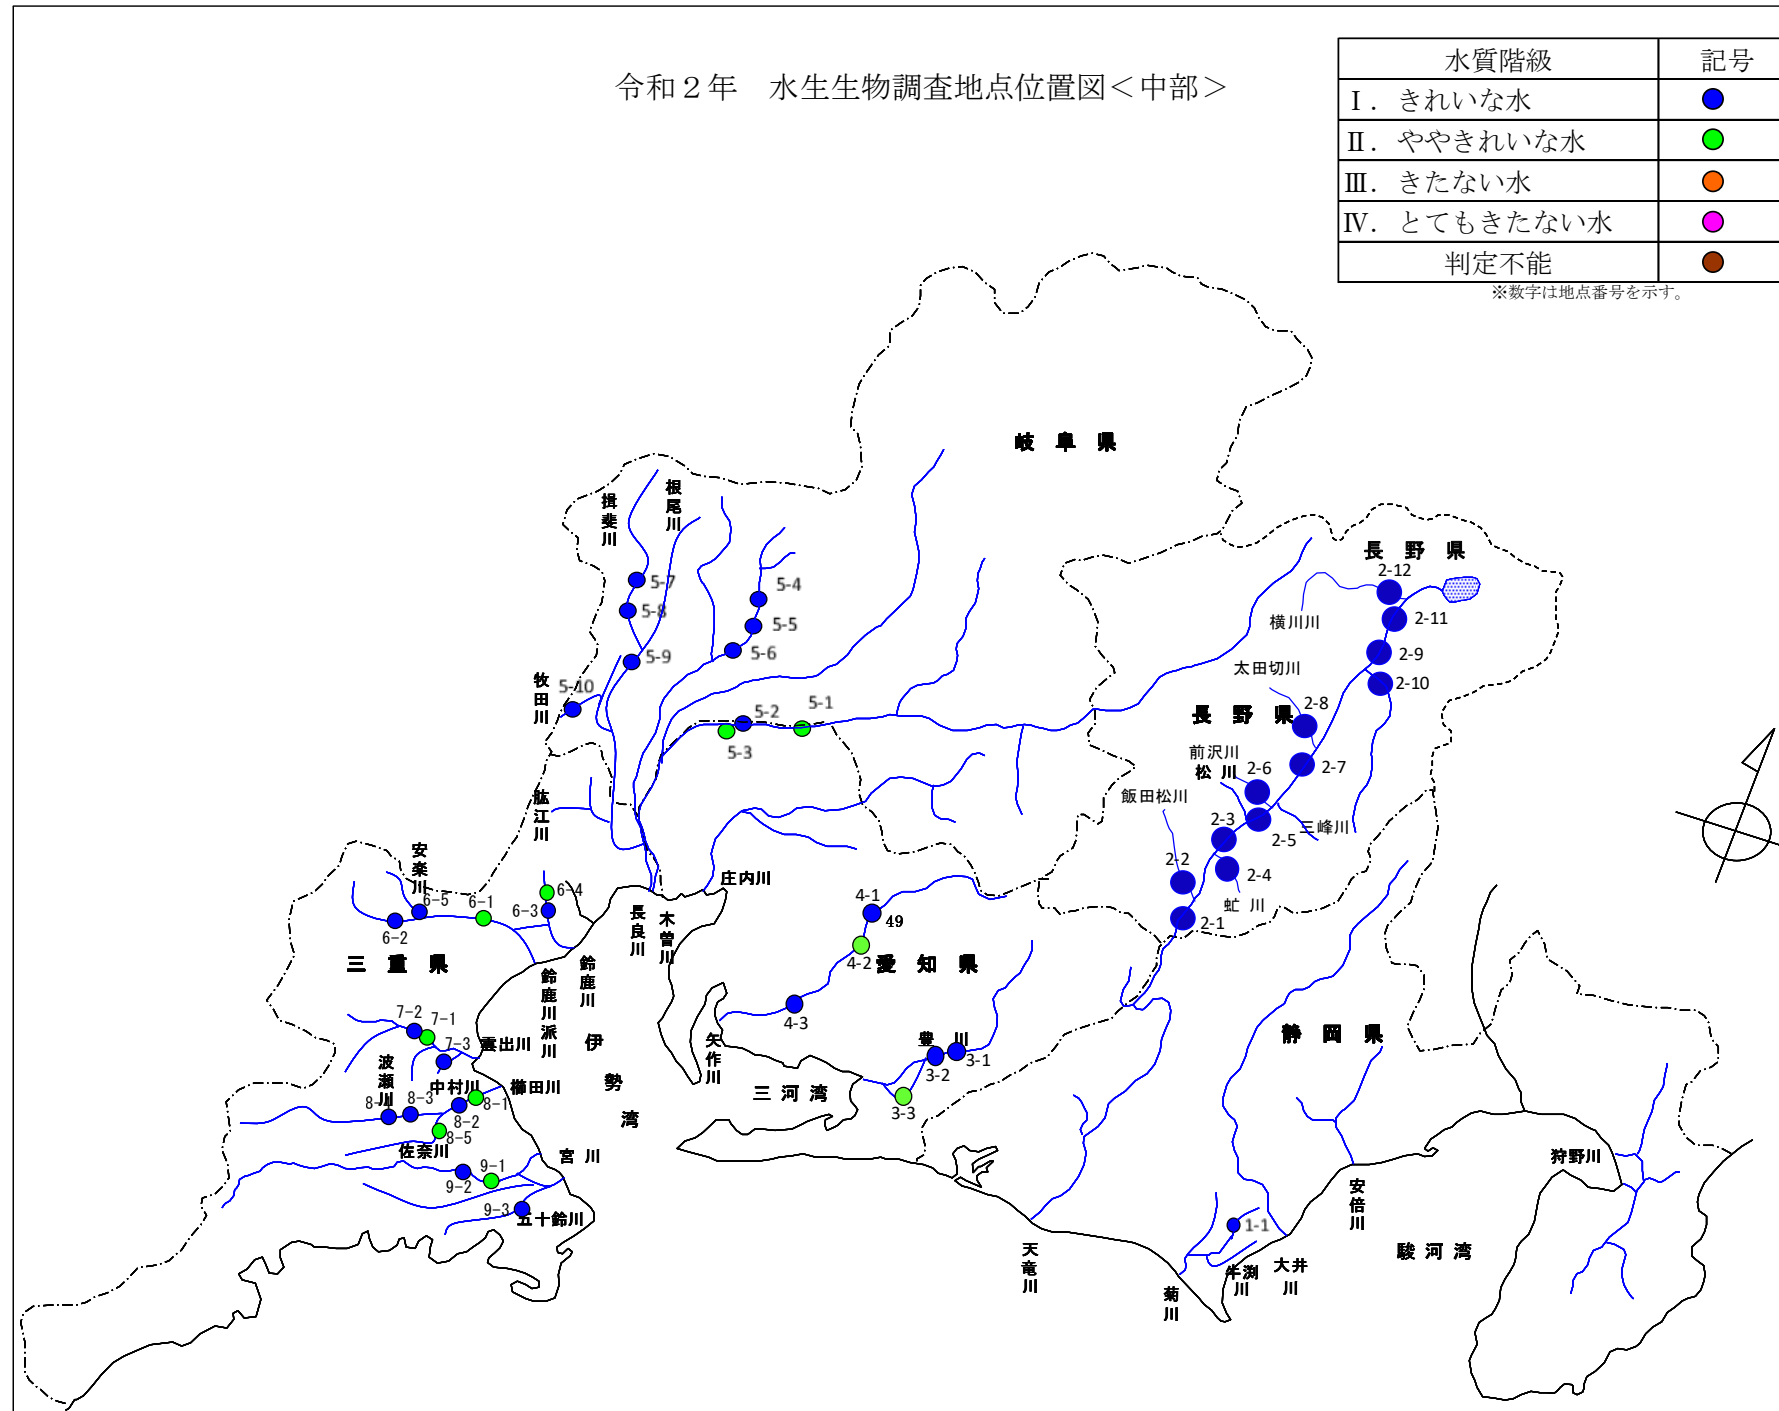 令和２年　水生生物調査地点位置図＜中部＞
水質階級 記号
Ⅰ．きれいな水
Ⅱ．ややきれいな水
Ⅲ．きたない水
Ⅳ．とてもきたない水
判定不能
※数字は地点番号を示す。
岐阜県
揖斐川
根尾川
長野県
2-12
5-7
5-4
5-8
横川川
2-11
5-5
5-6
2-9
5-9
太田切川
2-10
牧田川
5-10
5-2
5-1
2-8
長野県
5-3
前沢川
松川
2-6
2-7
飯田松川
肱江川
2-3
2-5
三峰川
安楽川
2-2
2-4
庄内川
6-4
虻川
6-5
6-1
6-3
4-1
49
2-1
長良川
木曽川
6-2
4-2
愛知県
三重県
鈴鹿川
鈴鹿川派川
4-3
7-2
7-1
7-3
雲出川
伊勢湾
矢作川
豊川
3-2
3-1
静岡県
波瀬川
中村川
櫛田川
三河湾
3-3
8-3
8-1
8-2
8-5
佐奈川
宮川
9-1
9-2
狩野川
9-3
五十鈴川
安倍川
1-1
天竜川
駿河湾
牛渕川
大井川
菊川